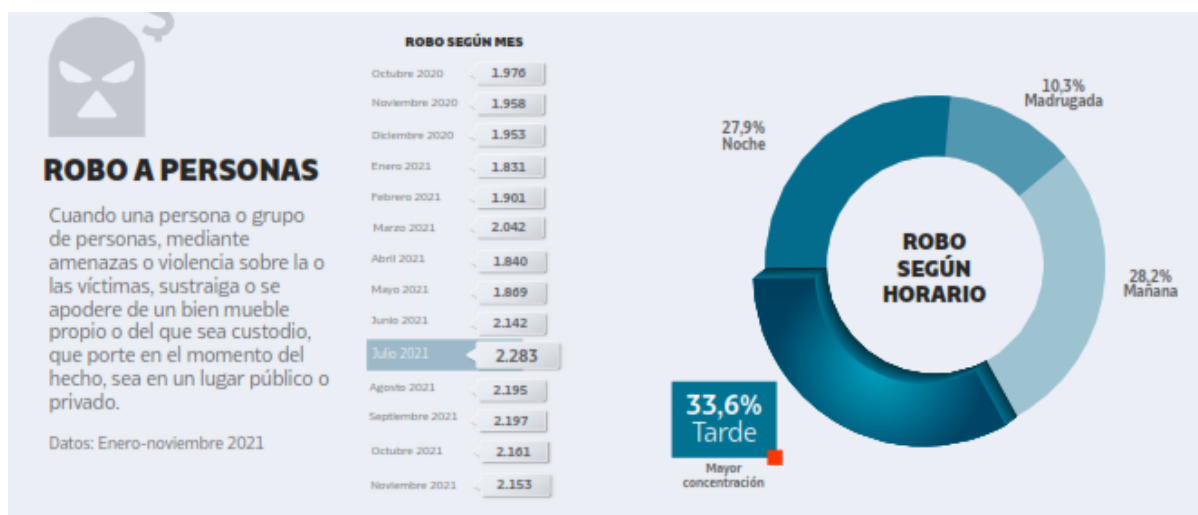 $
ROBO A PERSONAS
Cuando una persona o grupo
de personas, mediante
amenazas o violencia sobre la o
las víctimas, sustraiga o se
apodere de un bien mueble
propio o del que sea custodio,
que porte en el momento del
hecho, sea en un lugar público o
privado.
Datos: Enero-noviembre 2021
ROBO SEGÚN MES
Octubre 2020 1.976
Noviembre 2020 1.958
Diciembre 2020 1.953
Enero 2021 1.831
Febrero 2021 1.901
Marzo 2021 2.042
Abril 2021 1.840
Mayo 2021 1.869
Junio 2021 2.142
Julio 2021 2.283
Agosto 2021 2.195
Septiembre 2021 2.197
Octubre 2021 2.161
Noviembre 2021 2.153
10,3%
Madrugada
27,9%
Noche
ROBO
SEGÚN
HORARIO
28,2%
Mañana
33,6%
Tarde
Mayor
concentración